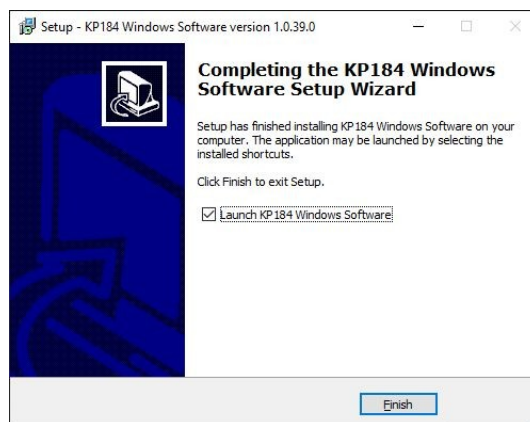 Setup - KP184 Windows Software version 1.0.39.0
Completing the KP184 Windows
Software Setup Wizard
Setup has finished installing KP184 Windows Software on your
computer. The application may be launched by selecting the
installed shortcuts.
Click Finish to exit Setup.
Launch KP184 Windows Software
Finish